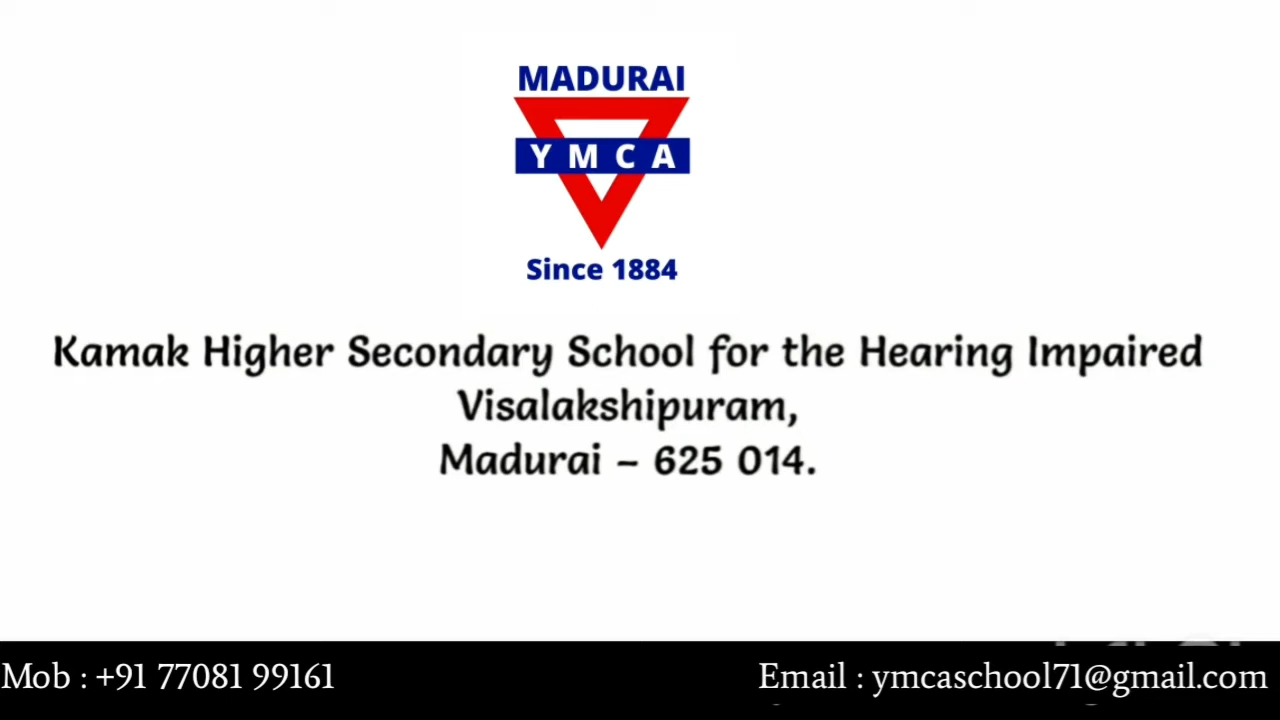 MADURAI
YMCA
Since 1884
Kamak Higher Secondary School for the Hearing Impaired
Visalakshipuram,
Madurai – 625 014.
Mob : +91 77081 99161
Email : ymcaschool71@gmail.com